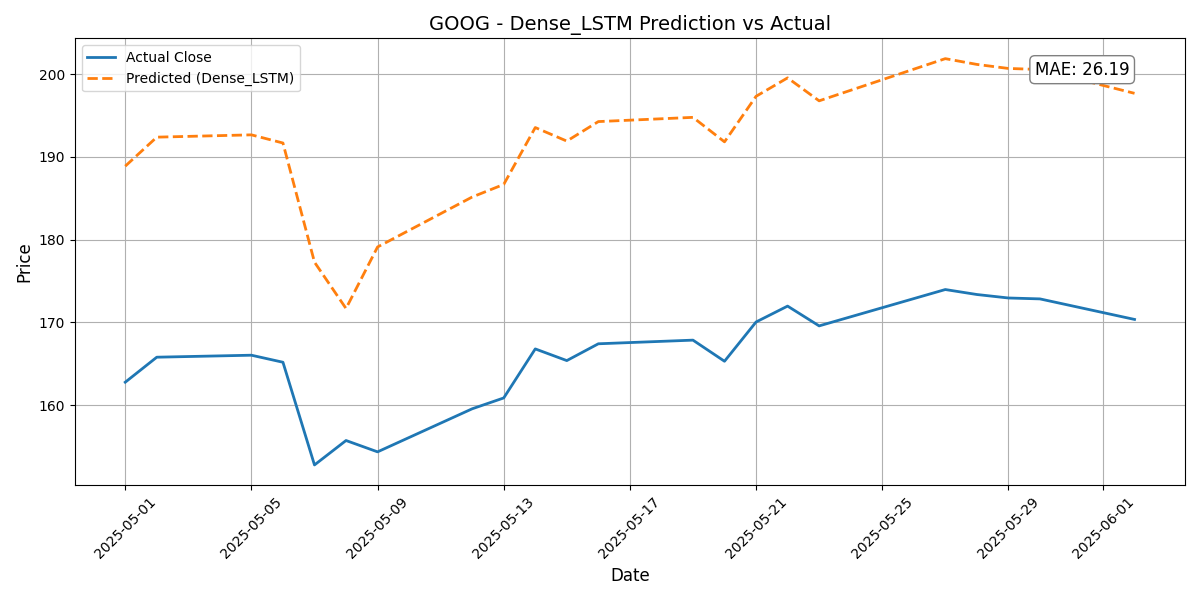 GOOG - Dense_LSTM Prediction vs Actual
Actual Close
Predicted (Dense_LSTM)
MAE: 26.19
Price
200
190
180
170
160
2025-05-01
2025-05-05
2025-05-09
2025-05-13
2025-05-17
2025-05-21
2025-05-25
2025-05-29
2025-06-01
Date